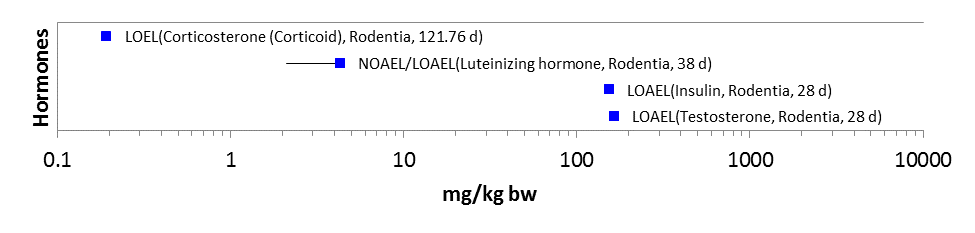 Hormones
LOEL(Corticosterone (Corticoid), Rodentia, 121.76 d)
NOAEL/LOAEL(Luteinizing hormone, Rodentia, 38 d)
LOAEL(Insulin, Rodentia, 28 d)
LOAEL(Testosterone, Rodentia, 28 d)
0.1 1 10 100 1000 10000
mg/kg bw